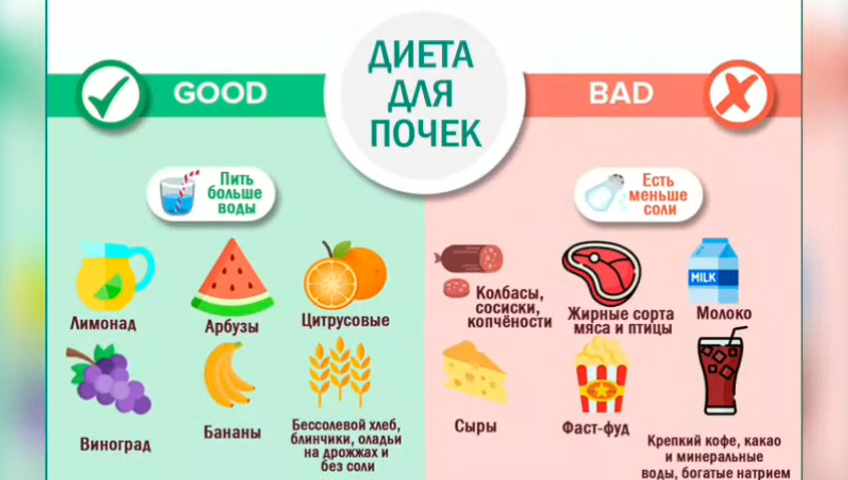 ДИЕТА
ДЛЯ
ПОЧЕК
GOOD
BAD
Пить
больше
воды
Есть
меньше
соли
Лимонад
Арбузы
Цитрусовые
Колбасы,
сосиски,
копчёности
Жирные сорта
мяса и птицы
MILK
Молоко
Виноград
Бананы
Бессолевой хлеб,
блинчики, оладьи
на дрожжах и
без соли
Сыры
Фаст-фуд
Крепкий кофе, какао
и минеральные
воды, богатые натрием